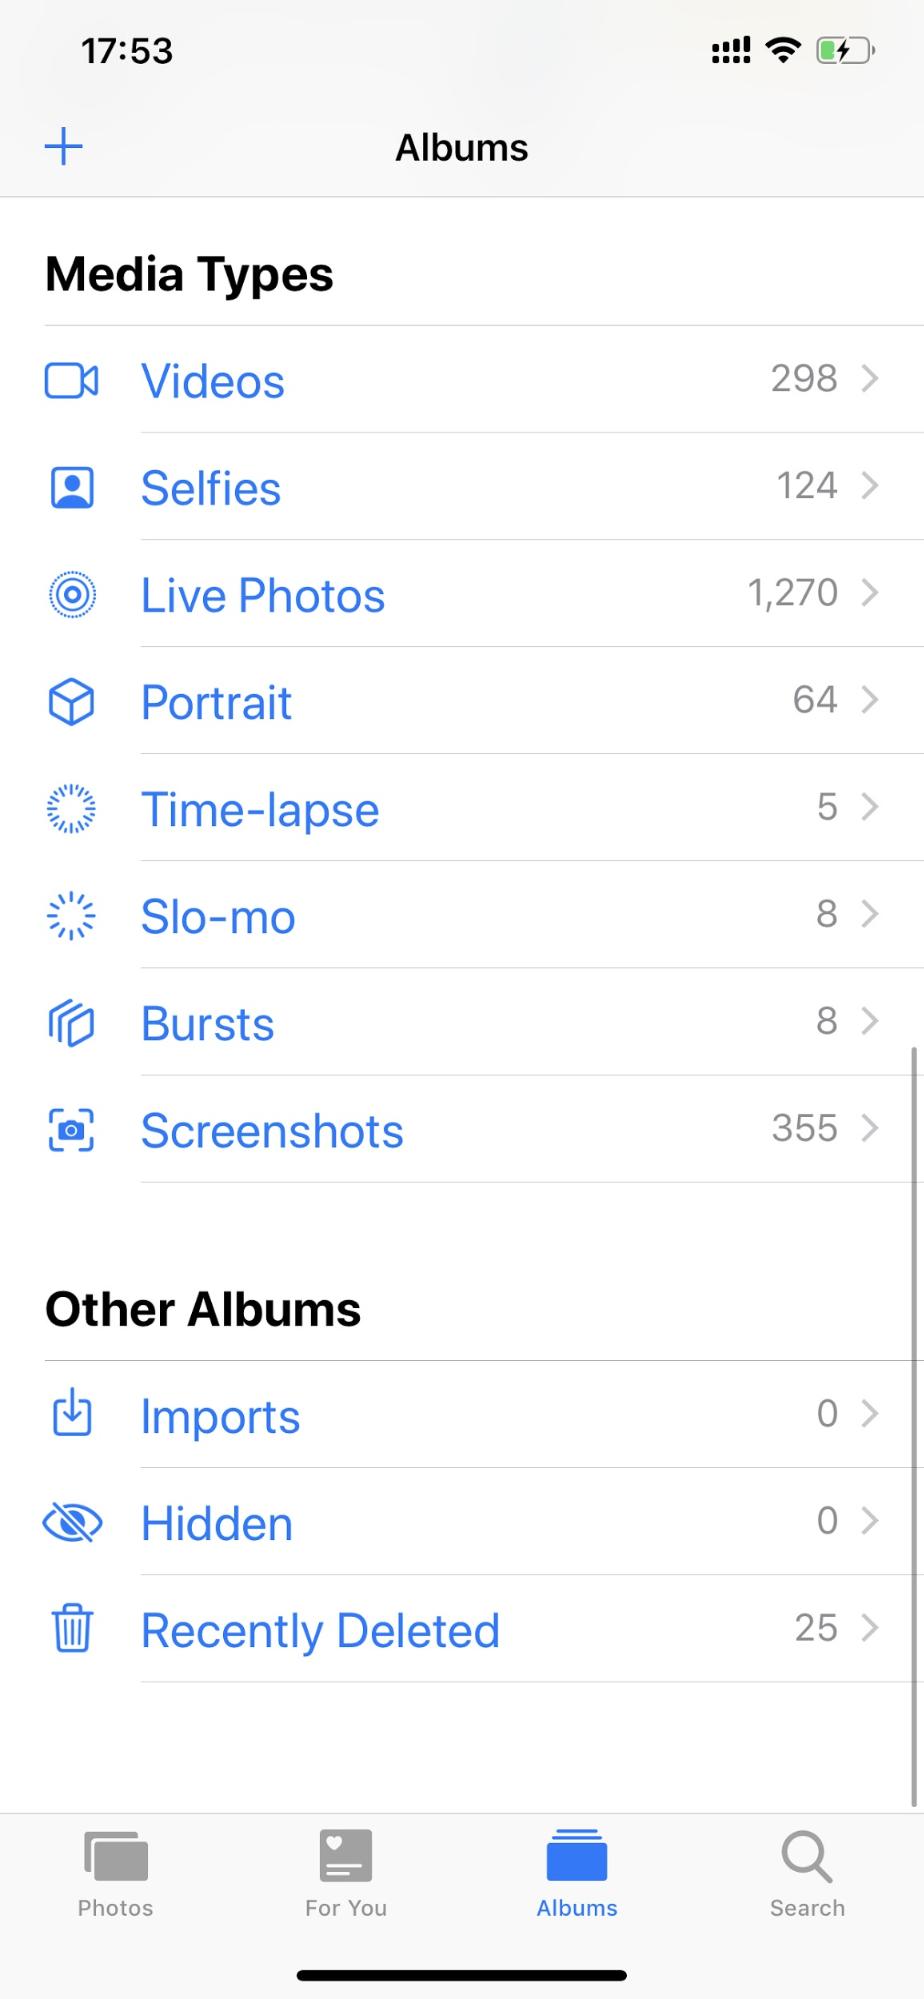 17:53
Albums
Media Types
Videos 298
Selfies 124
Live Photos 1,270
Portrait 64
Time-lapse 5
Slo-mo 8
Bursts 8
Screenshots 355
Other Albums
Imports 0
Hidden 0
Recently Deleted 25
Photos For You Albums Search